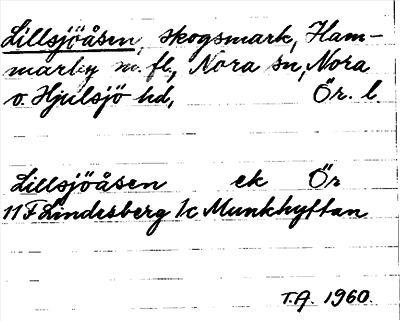 Lillsjöåsen, skogsmark, Ham-
marby m. fl., Nora sn, Nora
o. Hjulsjö hd, Ör. l.
Lillsjöåsen ek Ör
11 F Lindesberg 1c Munkhyttan
T.A. 1960.